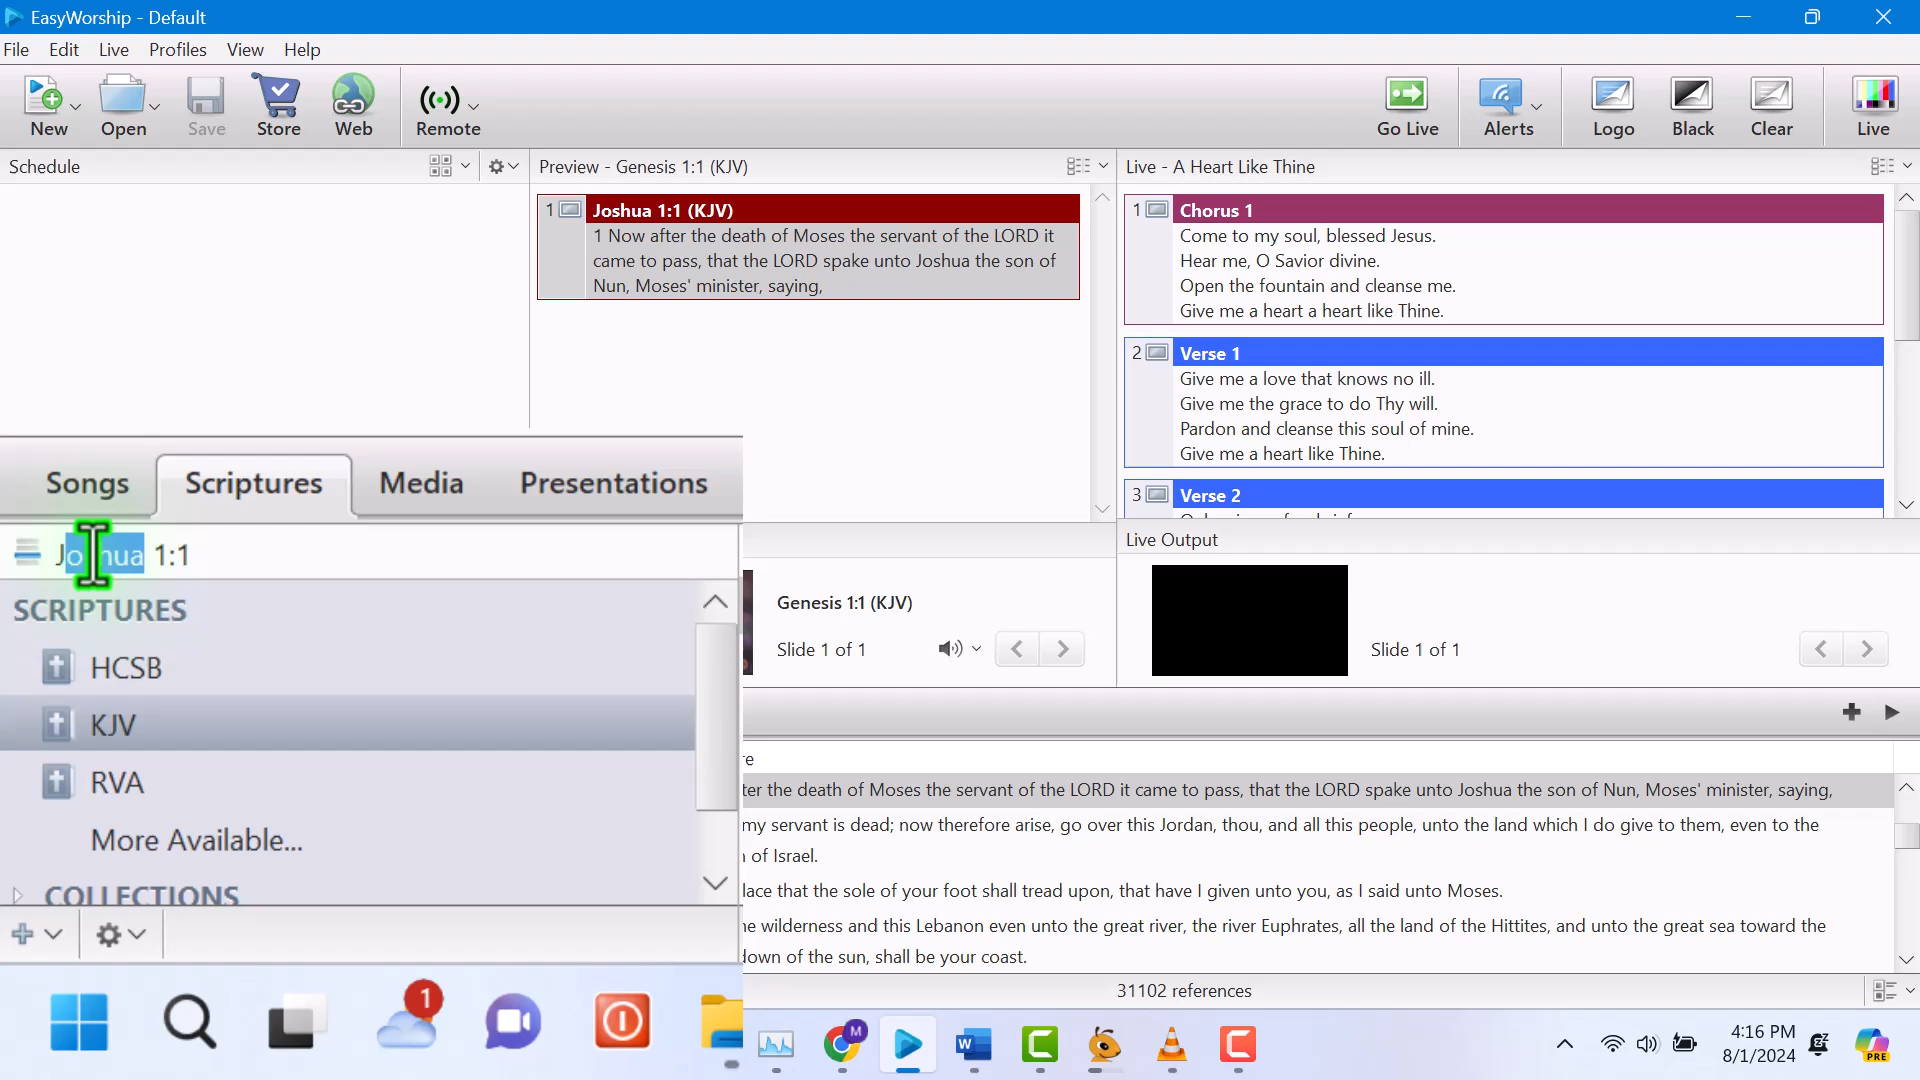 EasyWorship - Default
File Edit Live Profiles View Help
New Open Save Store Web Remote Go Live Alerts Logo Black Clear Live
Schedule
Preview - Genesis 1:1 (KJV)
1 Joshua 1:1 (KJV)
1 Now after the death of Moses the servant of the LORD it
came to pass, that the LORD spake unto Joshua the son of
Nun, Moses' minister, saying,
Live - A Heart Like Thine
1 Chorus 1
Come to my soul, blessed Jesus.
Hear me, O Savior divine.
Open the fountain and cleanse me.
Give me a heart a heart like Thine.
2 Verse 1
Give me a love that knows no ill.
Give me the grace to do Thy will.
Pardon and cleanse this soul of mine.
Give me a heart like Thine.
3 Verse 2
Songs Scriptures Media Presentations
Joshua 1:1
SCRIPTURES
HCSB
KJV
RVA
More Available...
COLLECTIONS
Genesis 1:1 (KJV)
Slide 1 of 1
Live Output
Slide 1 of 1
the death of Moses the servant of the LORD it came to pass, that the LORD spake unto Joshua the son of Nun, Moses' minister, saying,
my servant is dead; now therefore arise, go over this Jordan, thou, and all this people, unto the land which I do give to them, even to the
of Israel.
that the sole of your foot shall tread upon, that have I given unto you, as I said unto Moses.
wilderness and this Lebanon even unto the great river, the river Euphrates, all the land of the Hittites, and unto the great sea toward the
down of the sun, shall be your coast.
31102 references
1
M
W
4:16 PM
8/1/2024
PRE